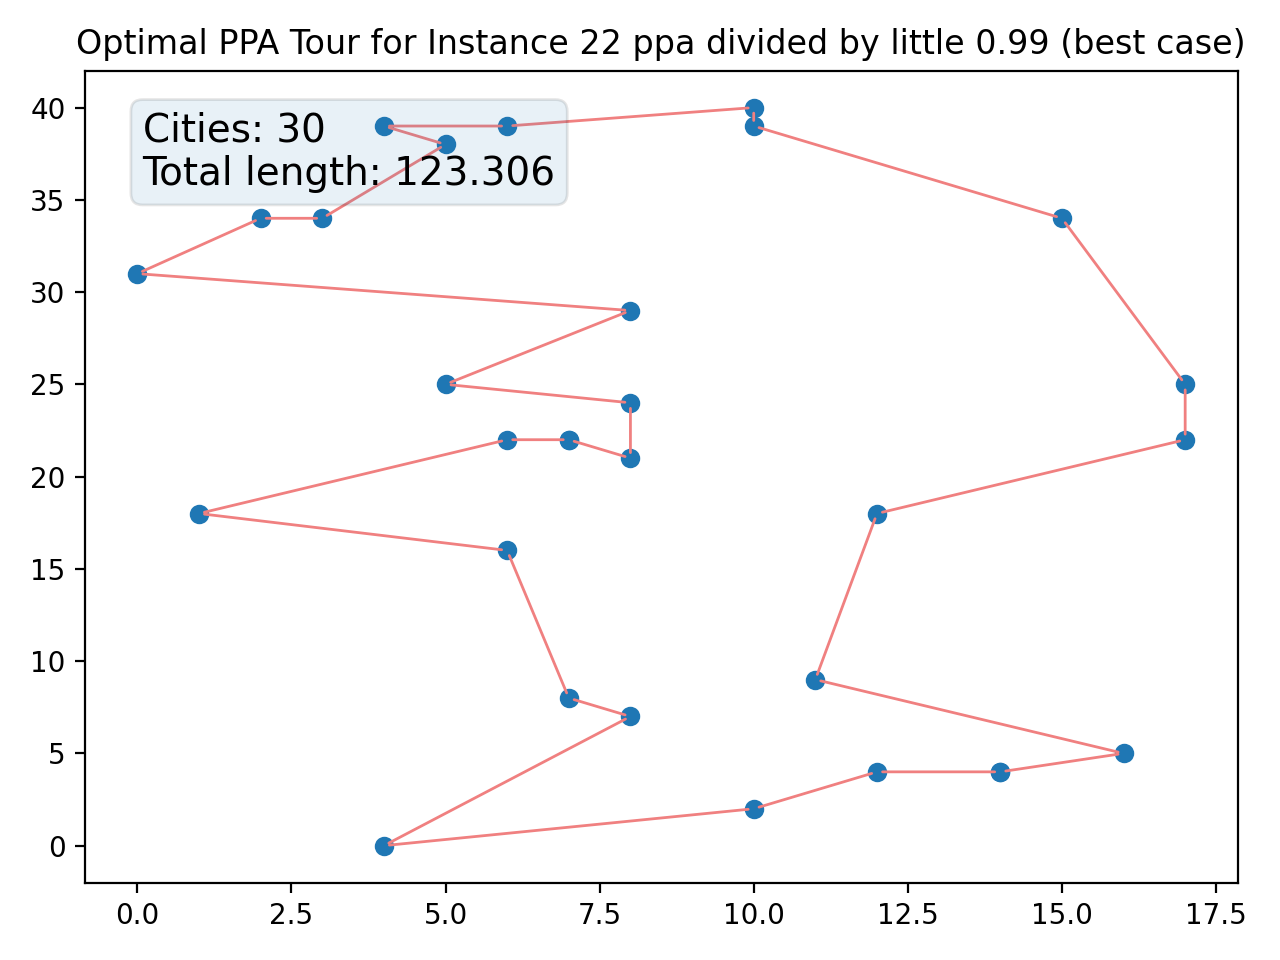 Optimal PPA Tour for Instance 22 ppa divided by little 0.99 (best case)
Cities: 30
Total length: 123.306
40
35
30
25
20
15
10
5
0
0.0 2.5 5.0 7.5 10.0 12.5 15.0 17.5